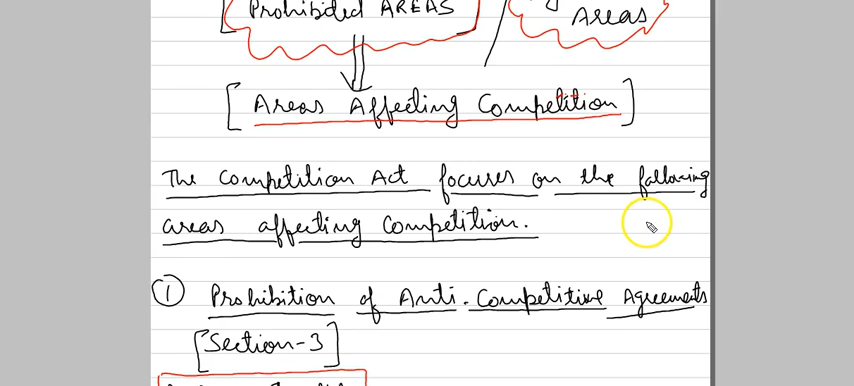 [ Prohibited AREAS ] /
Areas
[ Areas Affecting Competition ]
The Competition Act focuses on the following
areas affecting Competition.
① Prohibition of Anti-Competitive Agreements
[Section-3]